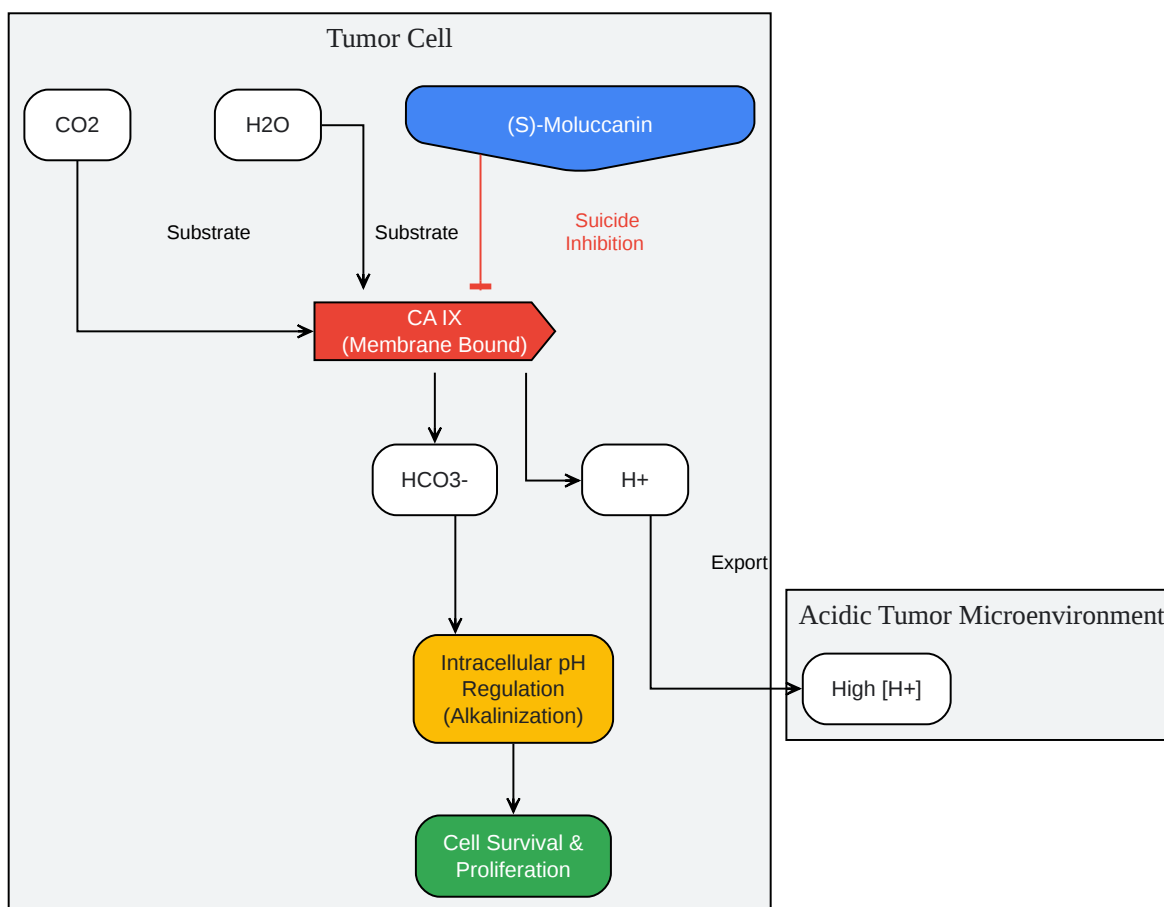 Tumor Cell
CO2
H2O
(S)-Moluccanin
Substrate
Substrate
Suicide
Inhibition
CA IX
(Membrane Bound)
HCO3-
H+
Export
Acidic Tumor Microenvironment
High [H+]
Intracellular pH
Regulation
(Alkalinization)
Cell Survival &
Proliferation